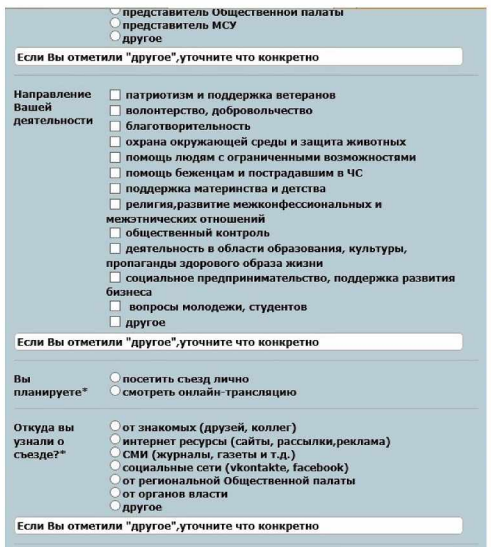 представитель Общественной палаты
представитель МСУ
другое
Если Вы отметили "другое",уточните что конкретно
Направление Вашей деятельности
патриотизм и поддержка ветеранов
волонтерство, добровольчество
благотворительность
охрана окружающей среды и защита животных
помощь людям с ограниченными возможностями
помощь беженцам и пострадавшим в ЧС
поддержка материнства и детства
религия,развитие межконфессиональных и
межэтнических отношений
общественный контроль
деятельность в области образования, культуры,
пропаганды здорового образа жизни
социальное предпринимательство, поддержка развития
бизнеса
вопросы молодежи, студентов
другое
Если Вы отметили "другое",уточните что конкретно
Вы
планируете*
посетить съезд лично
смотреть онлайн-трансляцию
Откуда вы
узнали о
съезде?*
от знакомых (друзей, коллег)
интернет ресурсы (сайты, рассылки,реклама)
СМИ (журналы, газеты и т.д.)
социальные сети (vkontakte, facebook)
от региональной Общественной палаты
от органов власти
другое
Если Вы отметили "другое",уточните что конкретно